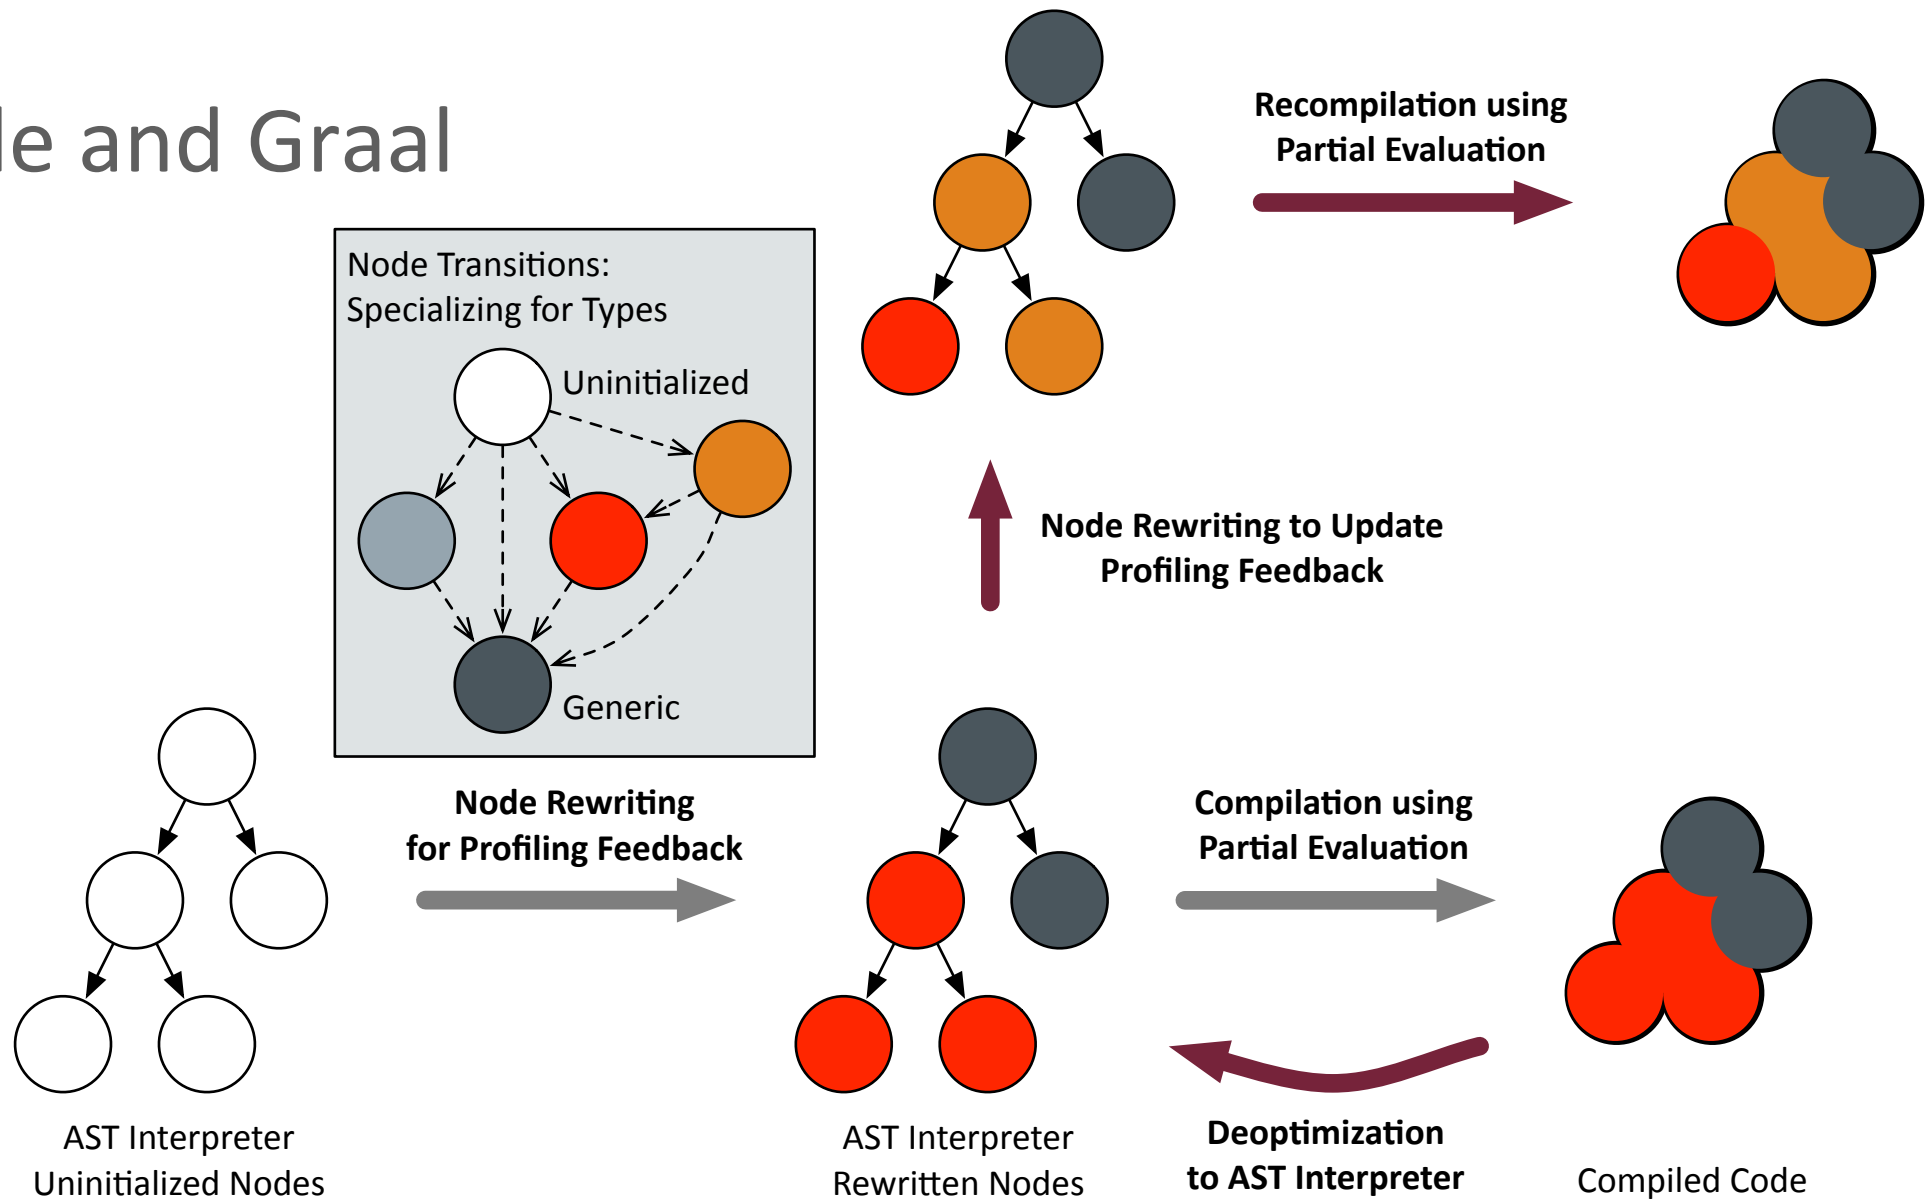 and Graal
Recompilation using
Partial Evaluation
Node Transitions:
Specializing for Types
Uninitialized
Generic
Node Rewriting to Update
Profiling Feedback
Node Rewriting
for Profiling Feedback
Compilation using
Partial Evaluation
AST Interpreter
Uninitialized Nodes
AST Interpreter
Rewritten Nodes
Deoptimization
to AST Interpreter
Compiled Code